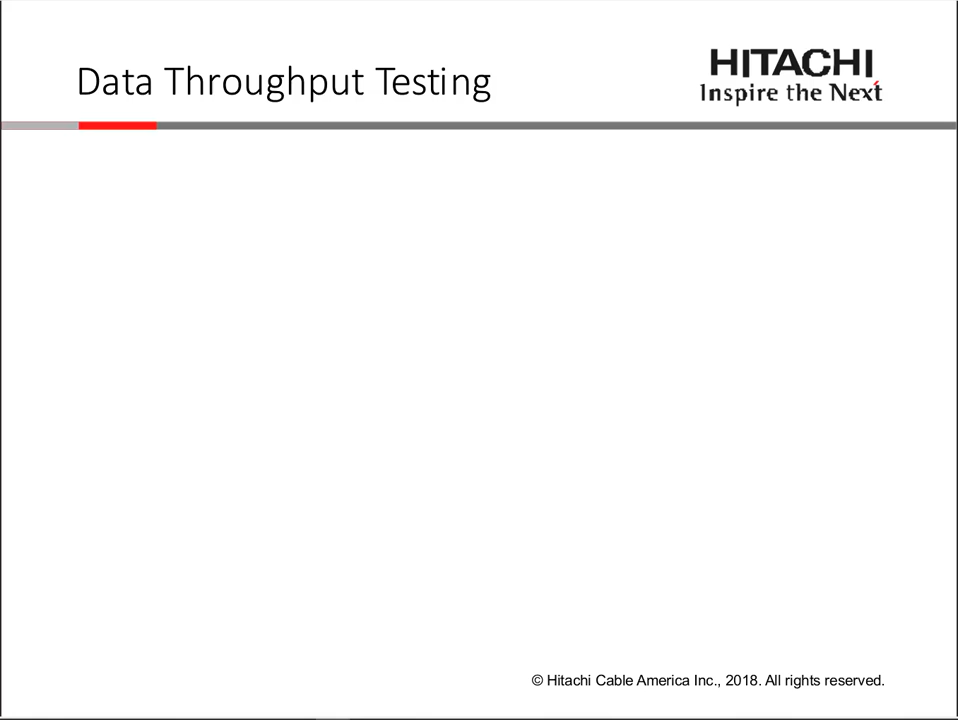 Data Throughput Testing
HITACHI
Inspire the Next
© Hitachi Cable America Inc., 2018. All rights reserved.